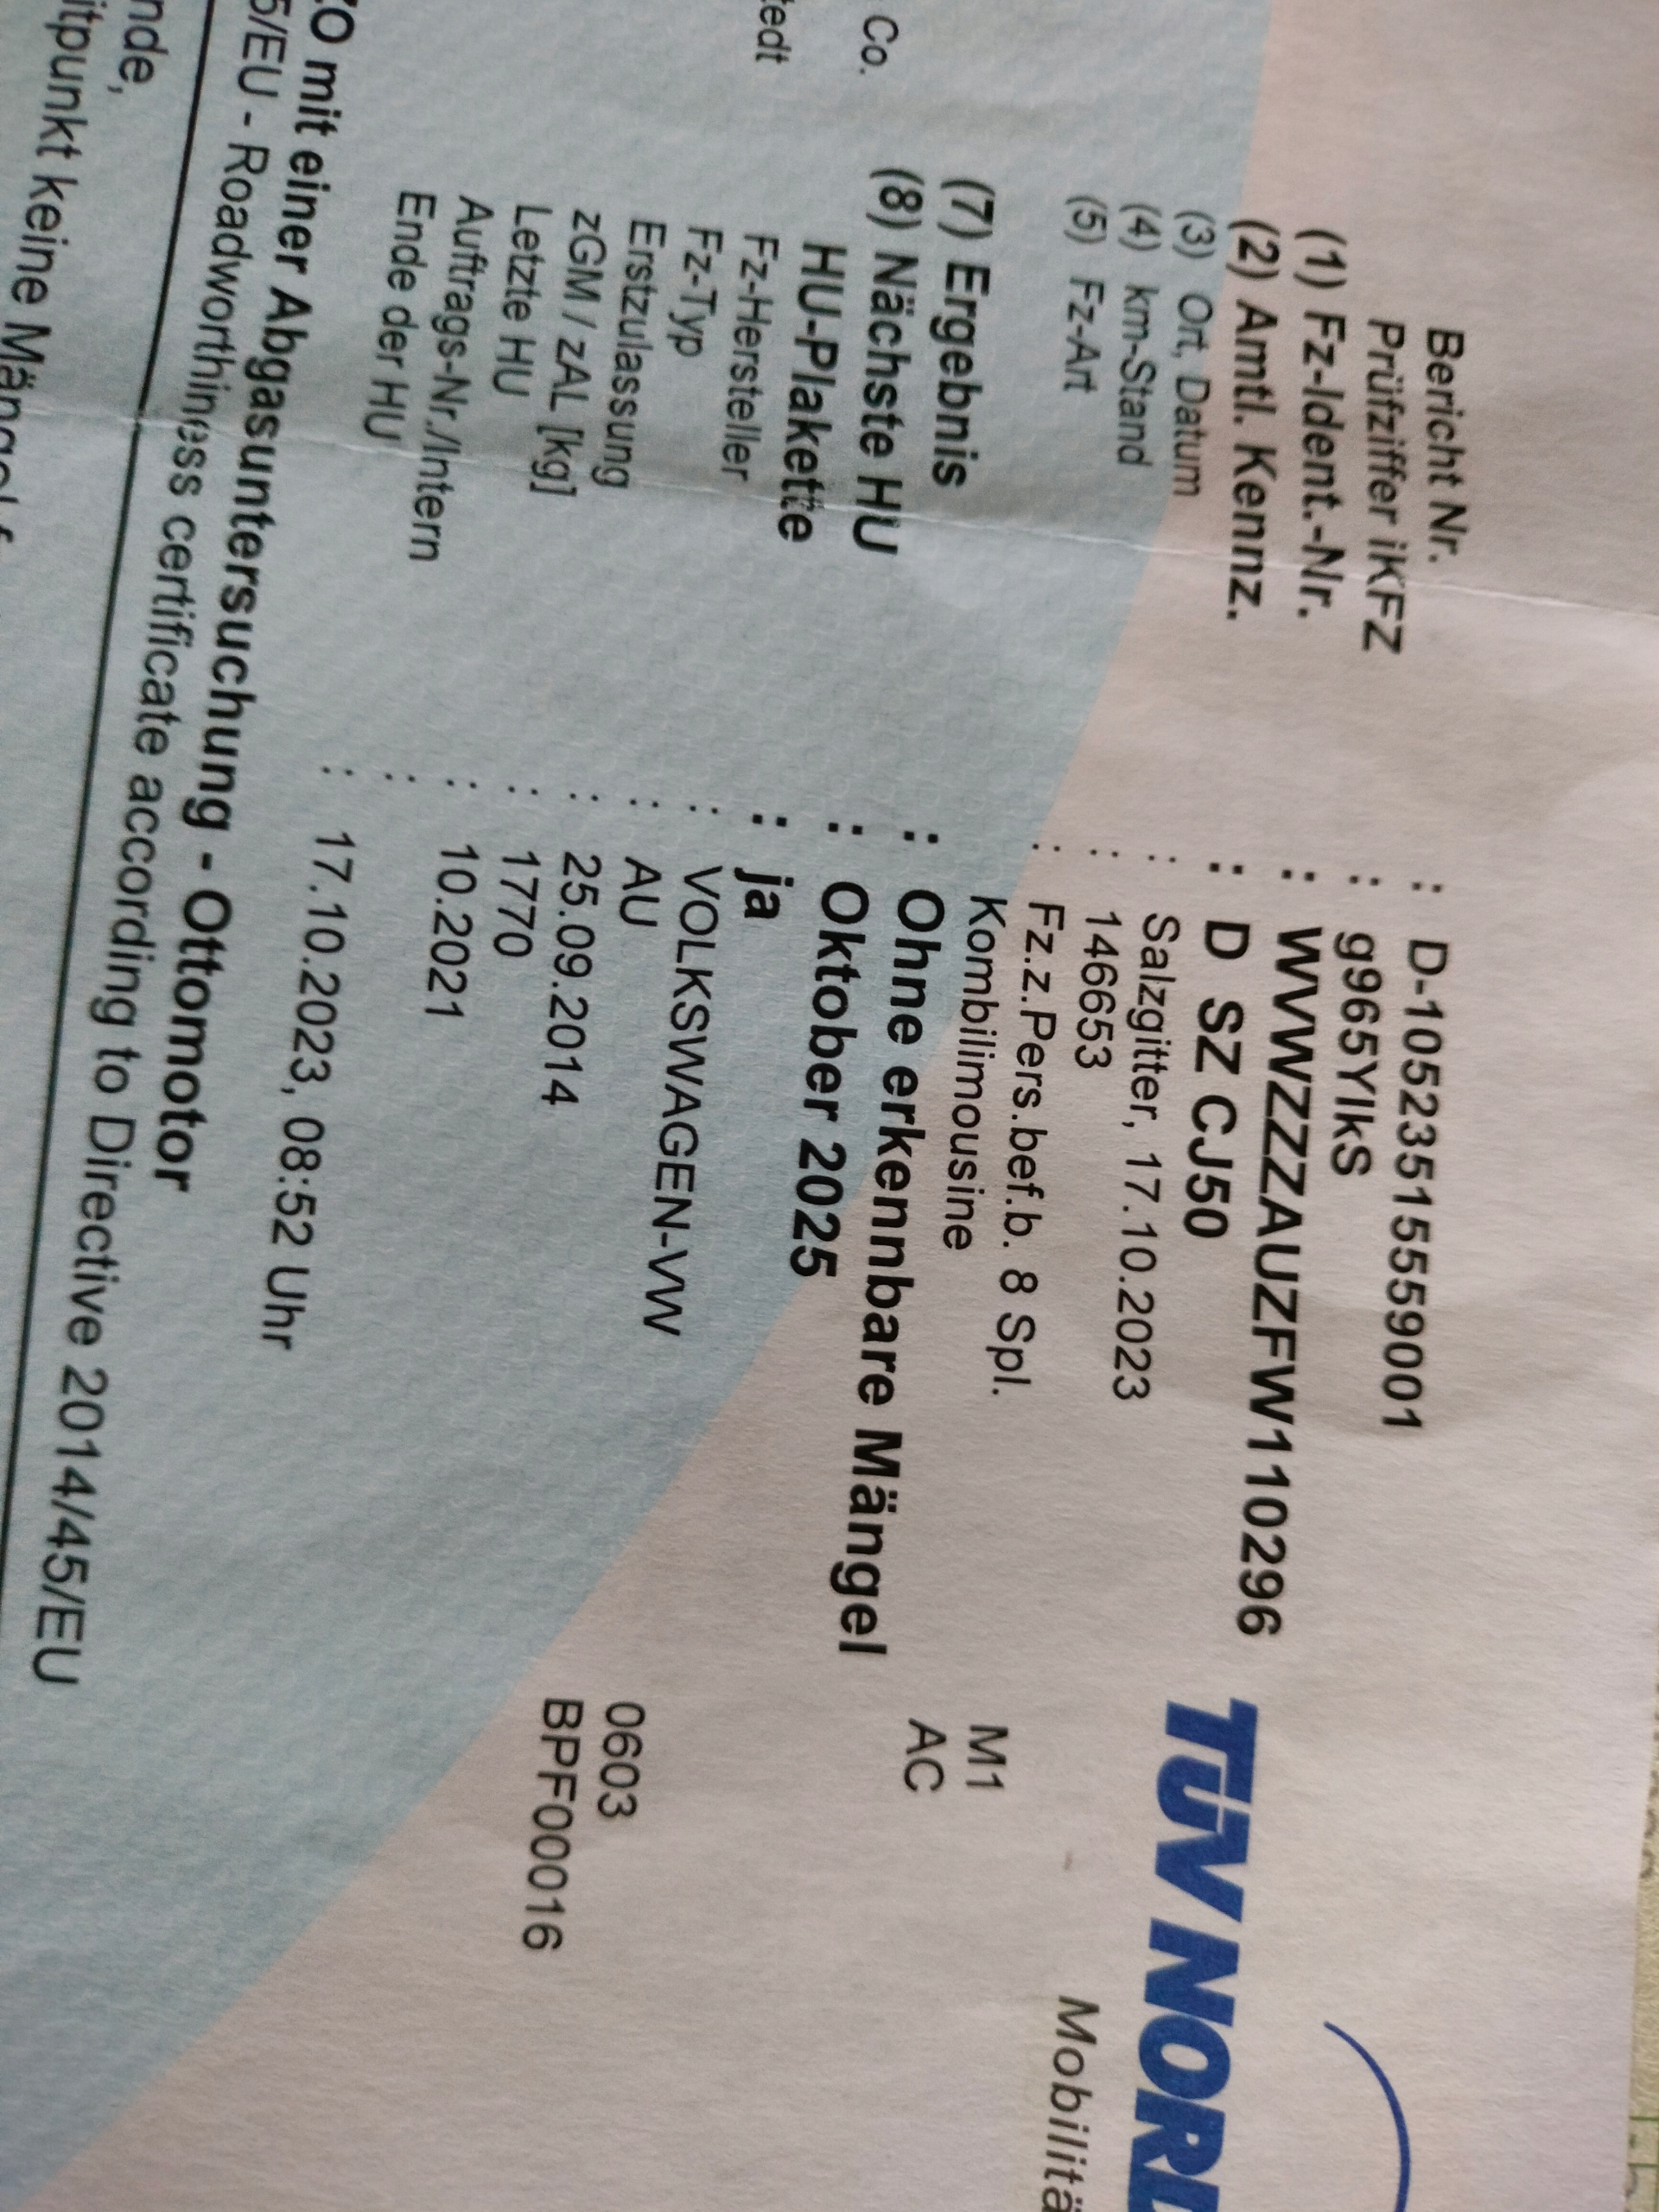 TÜV NORD
Mobilitä
Bericht Nr. : D-10523515559001
Prüfziffer iKFZ : g965YlkS
(1) Fz-Ident.-Nr. : WVWZZZAUZFW110296
(2) Amtl. Kennz. : D SZ CJ50
(3) Ort, Datum : Salzgitter, 17.10.2023
(4) km-Stand : 146653
(5) Fz-Art : Fz.z.Pers.bef.b. 8 Spl. M1
Kombilimousine AC
Co.
(7) Ergebnis : Ohne erkennbare Mängel
(8) Nächste HU : Oktober 2025
HU-Plakette : ja
edt
Fz-Hersteller : VOLKSWAGEN-VW 0603
Fz-Typ : AU BPF00016
Erstzulassung : 25.09.2014
zGM / zAL [kg] : 1770
Letzte HU : 10.2021
Auftrags-Nr./Intern :
Ende der HU : 17.10.2023, 08:52 Uhr
ZO mit einer Abgasuntersuchung - Ottomotor
5/EU - Roadworthiness certificate according to Directive 2014/45/EU
nde,
itpunkt keine Mängel f